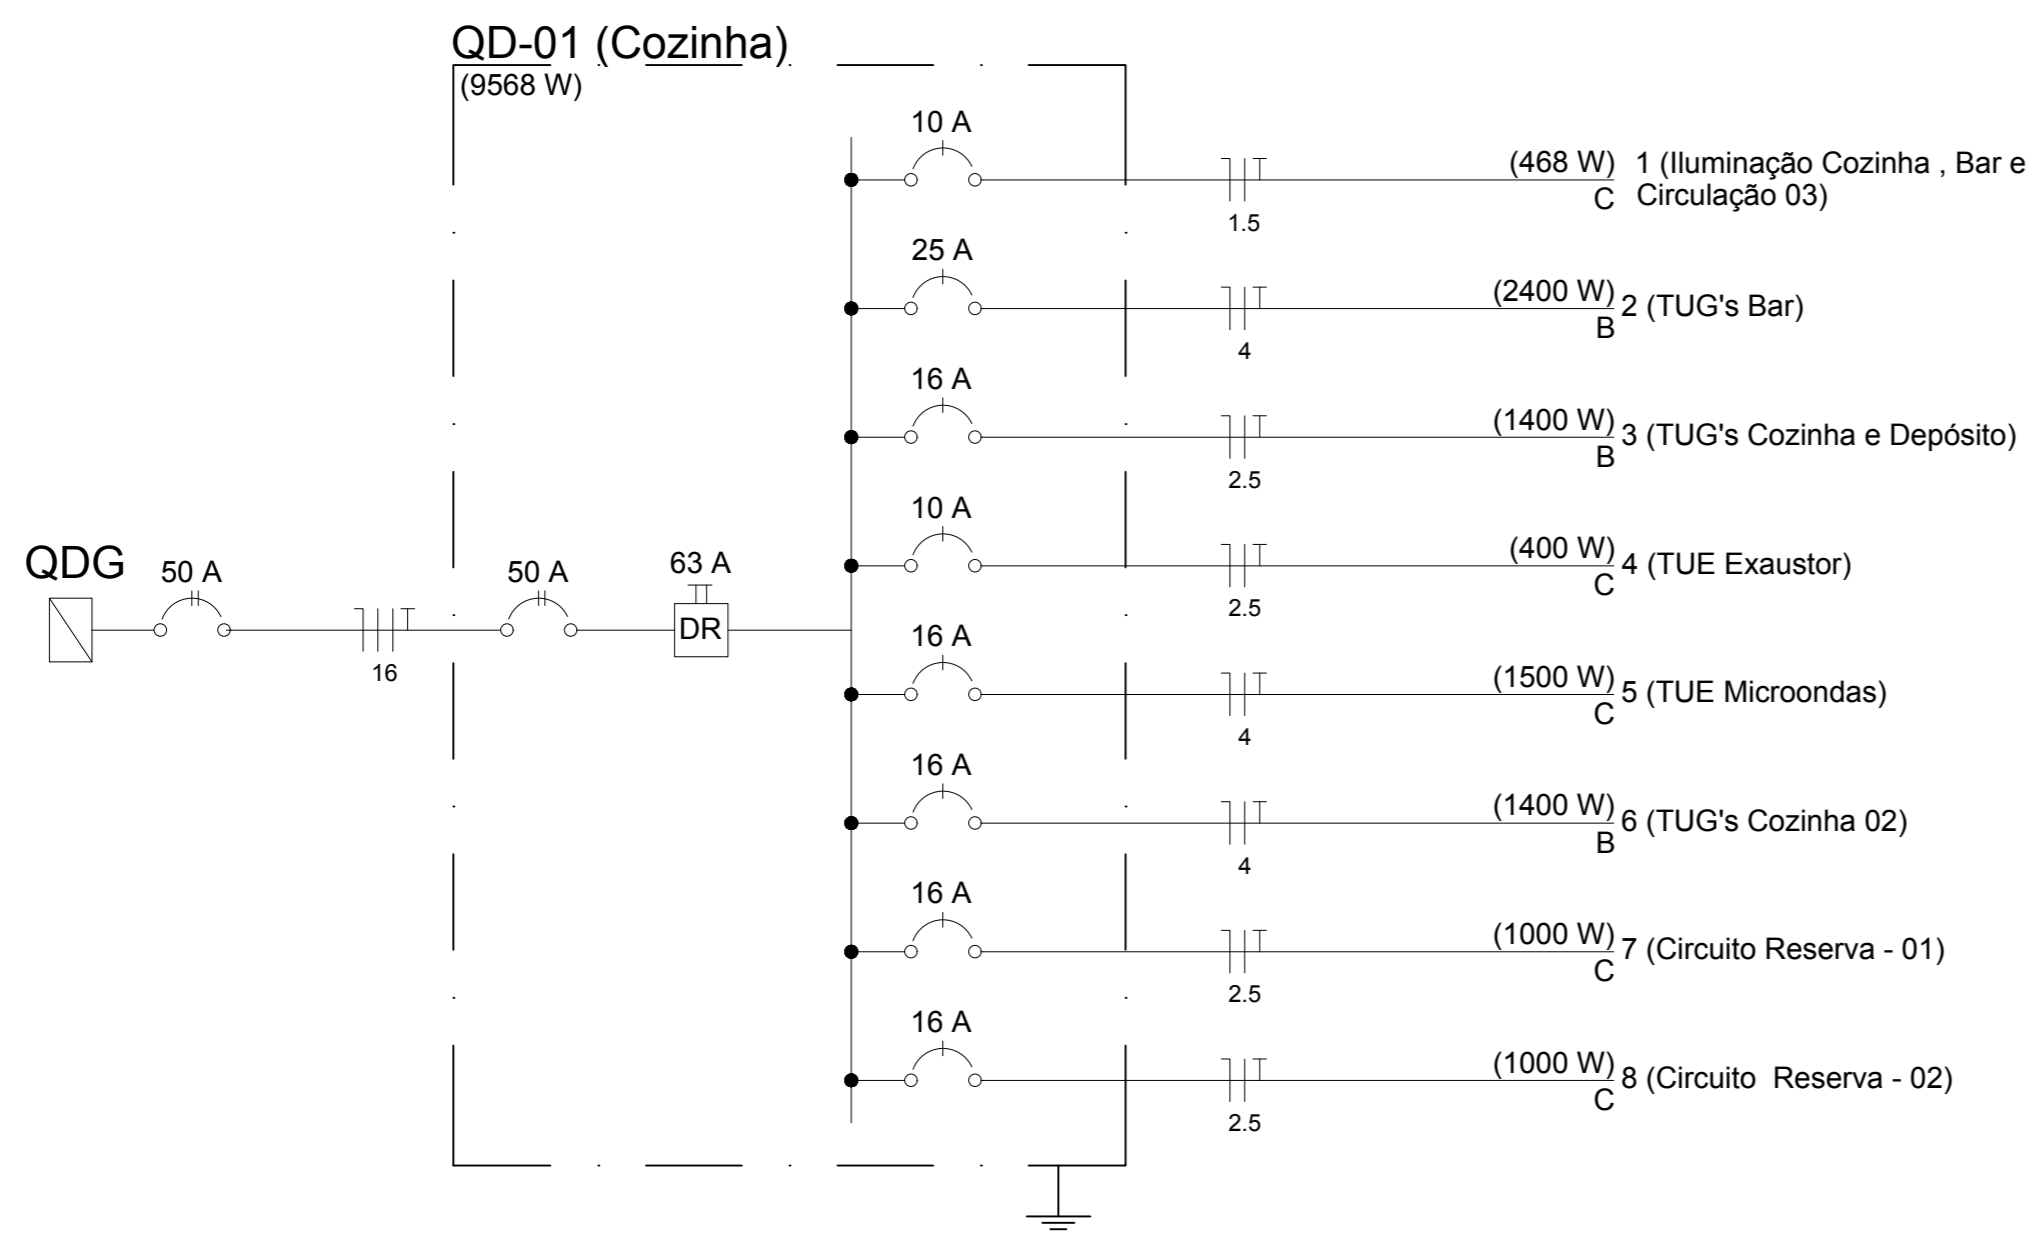 QD-01 (Cozinha)
(9568 W)
10 A
(468 W)
1 (Iluminação Cozinha , Bar e
Circulação 03)
C
1.5
25 A
(2400 W)
2 (TUG's Bar)
B
4
16 A
(1400 W)
3 (TUG's Cozinha e Depósito)
B
2.5
10 A
(400 W)
4 (TUE Exaustor)
C
2.5
QDG
50 A
16
50 A
63 A
DR
16 A
(1500 W)
5 (TUE Microondas)
C
4
16 A
(1400 W)
6 (TUG's Cozinha 02)
B
4
16 A
(1000 W)
7 (Circuito Reserva - 01)
C
2.5
16 A
(1000 W)
8 (Circuito  Reserva - 02)
C
2.5